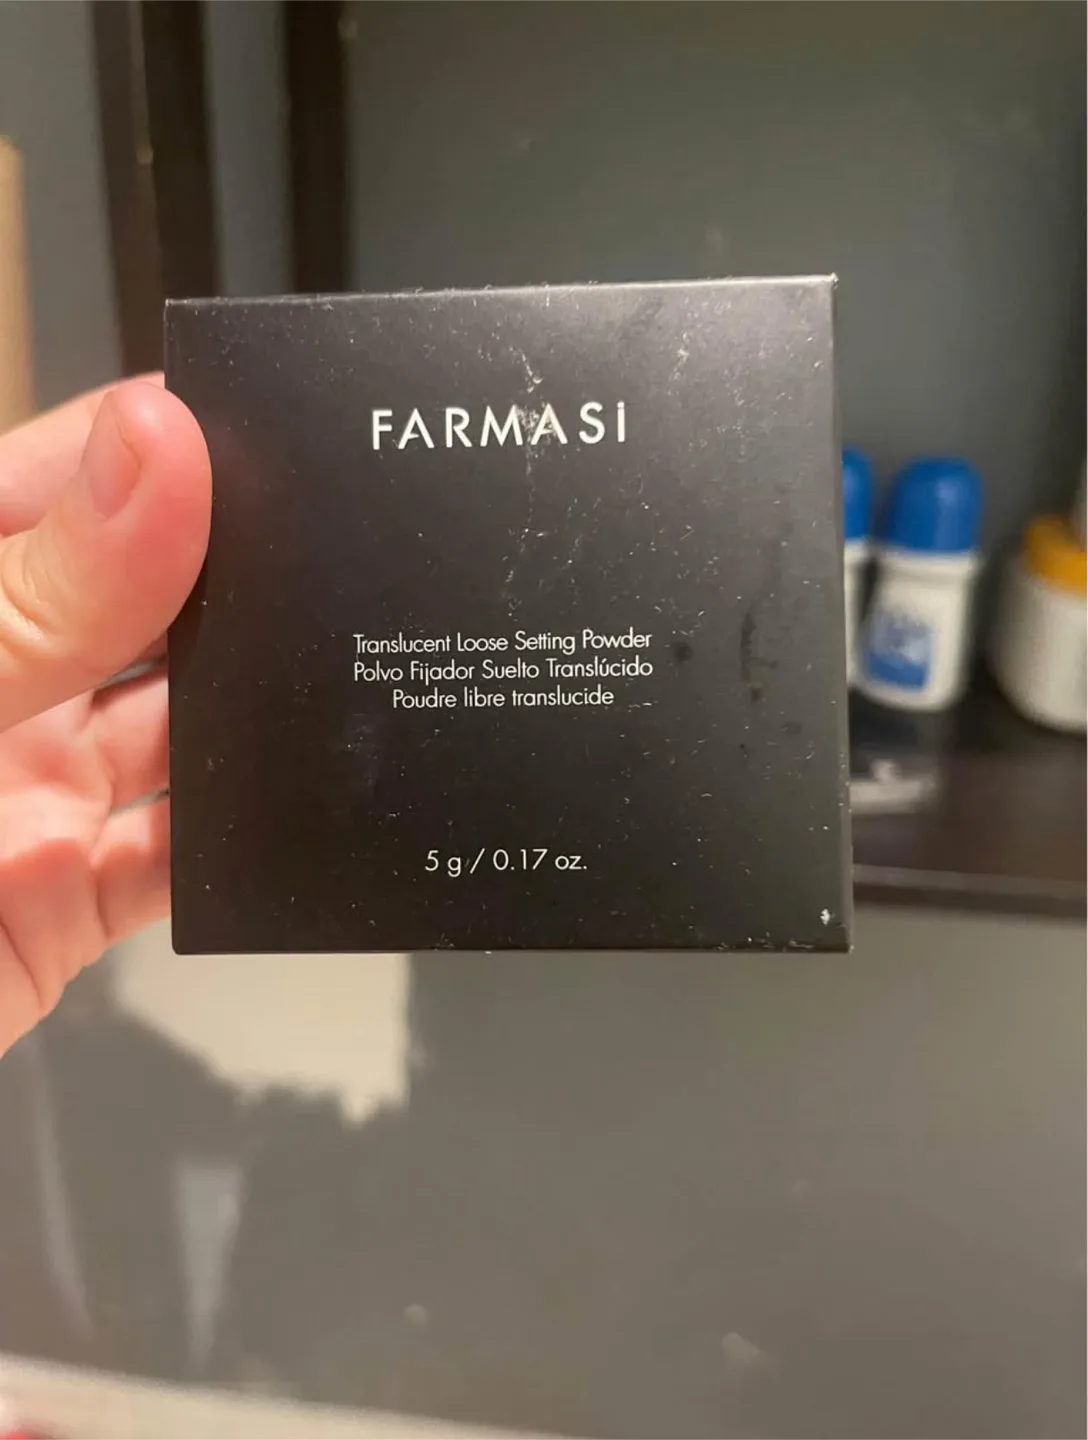 FARMASi
Translucent Loose Setting Powder
Polvo Fijador Suelto Translúcido
Poudre libre translucide
5 g / 0.17 oz.